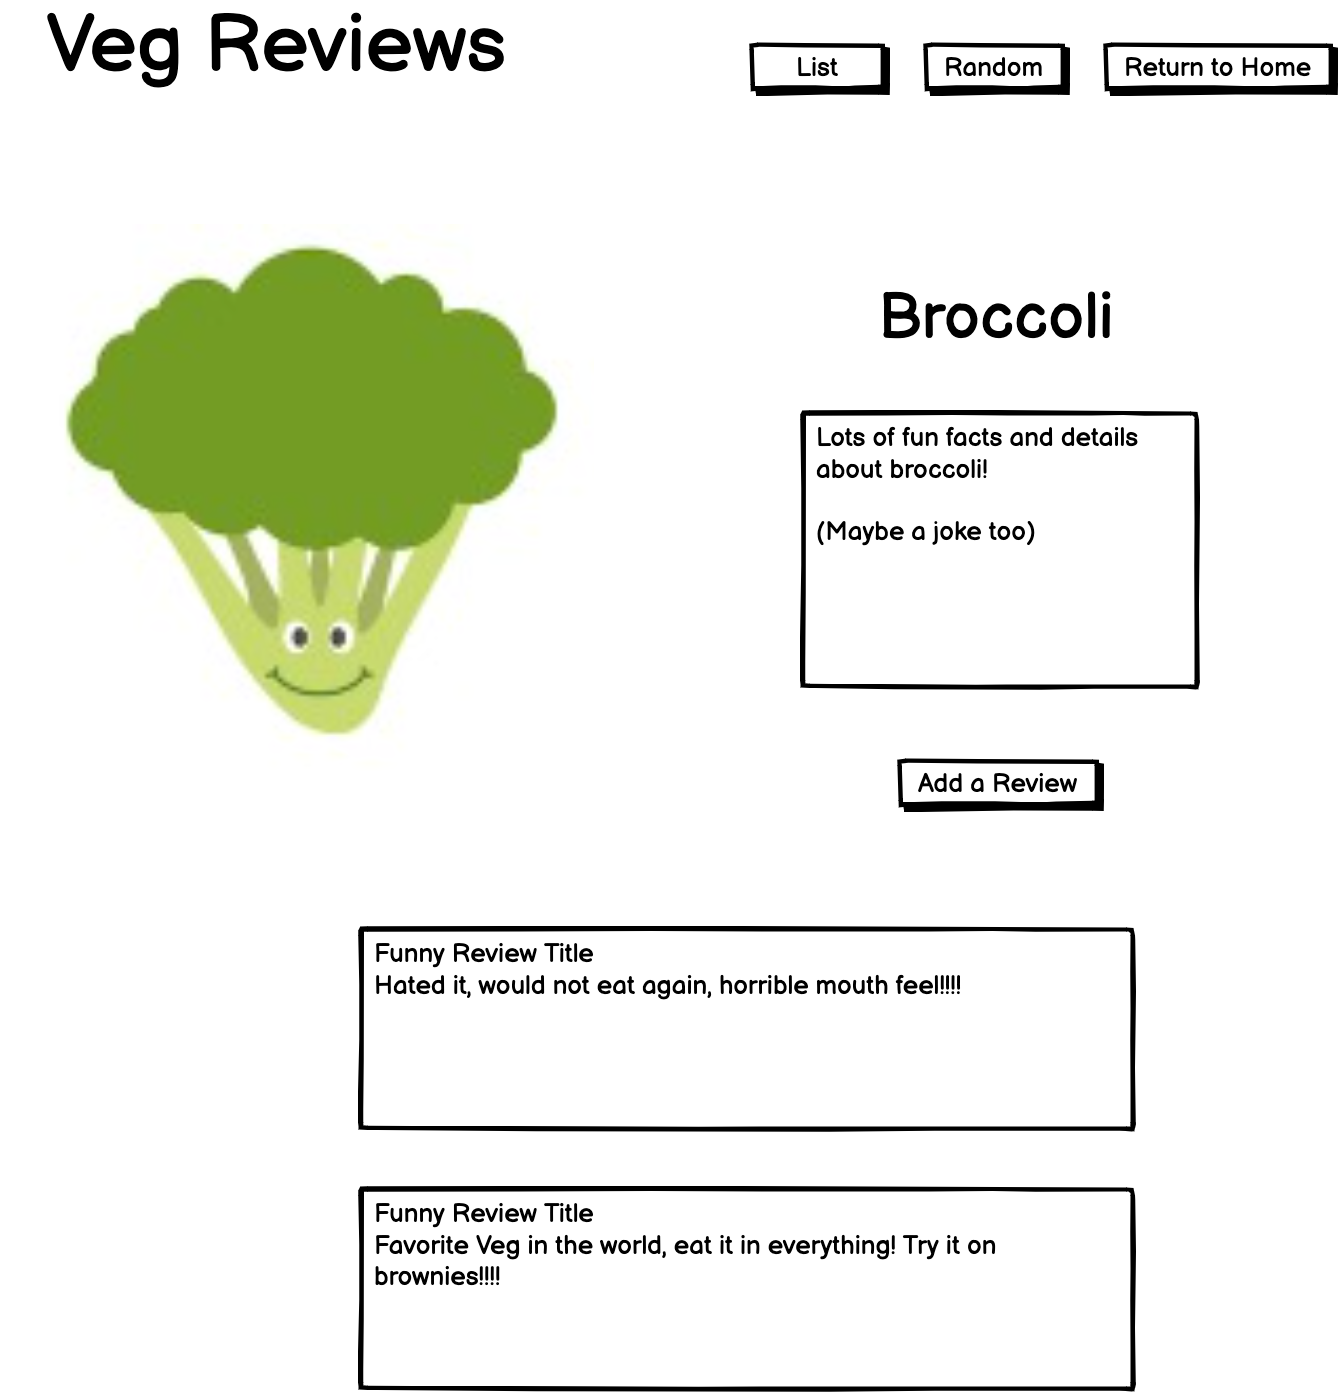 Veg Reviews
List
Random
Return to Home
Broccoli
Lots of fun facts and details
about broccoli!
(Maybe a joke too)
Add a Review
Funny Review Title
Hated it, would not eat again, horrible mouth feel!!!!
Funny Review Title
Favorite Veg in the world, eat it in everything! Try it on
brownies!!!!